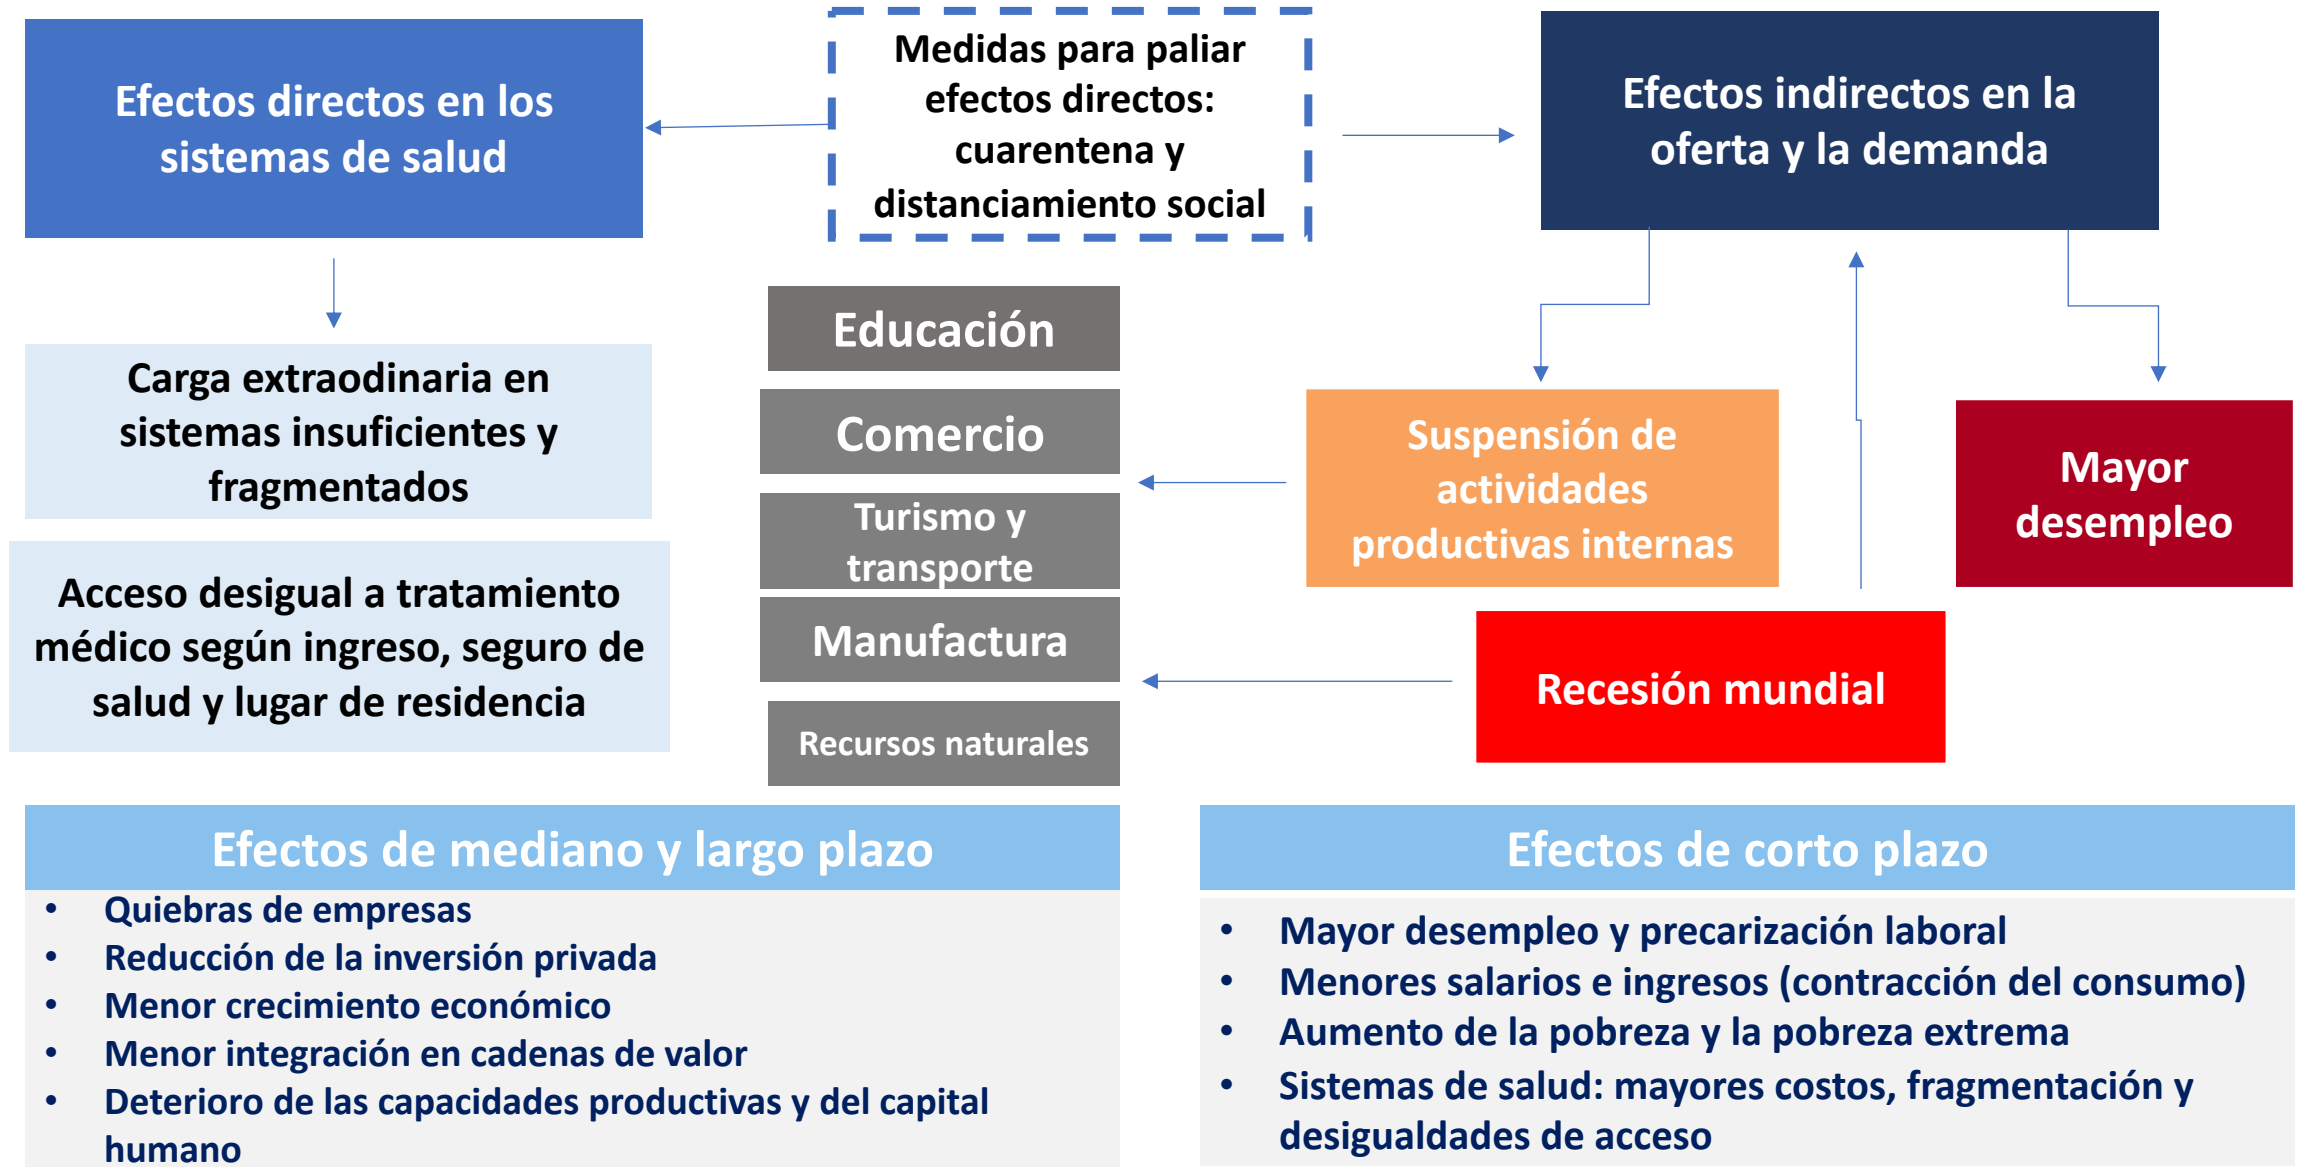 Efectos directos en los
sistemas de salud
Medidas para paliar
efectos directos:
cuarentena y
distanciamiento social
Efectos indirectos en la
oferta y la demanda
Carga extraodinaria en
sistemas insuficientes y
fragmentados
Acceso desigual a tratamiento
médico según ingreso, seguro de
salud y lugar de residencia
Educación
Comercio
Turismo y
transporte
Manufactura
Recursos naturales
Suspensión de
actividades
productivas internas
Mayor
desempleo
Recesión mundial
Efectos de mediano y largo plazo
• Quiebras de empresas
• Reducción de la inversión privada
• Menor crecimiento económico
• Menor integración en cadenas de valor
• Deterioro de las capacidades productivas y del capital
humano
Efectos de corto plazo
• Mayor desempleo y precarización laboral
• Menores salarios e ingresos (contracción del consumo)
• Aumento de la pobreza y la pobreza extrema
• Sistemas de salud: mayores costos, fragmentación y
desigualdades de acceso